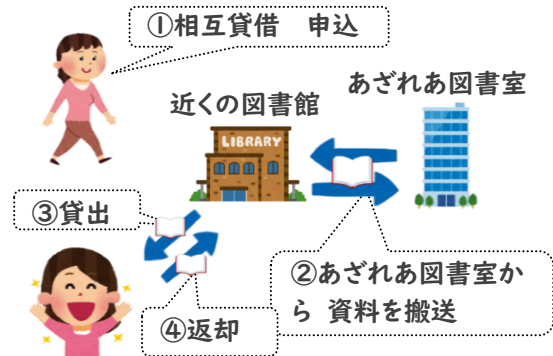 ①相互貸借　申込
あざれあ図書室
近くの図書館
LIBRARY
③貸出
②あざれあ図書室か
ら 資料を搬送
④返却